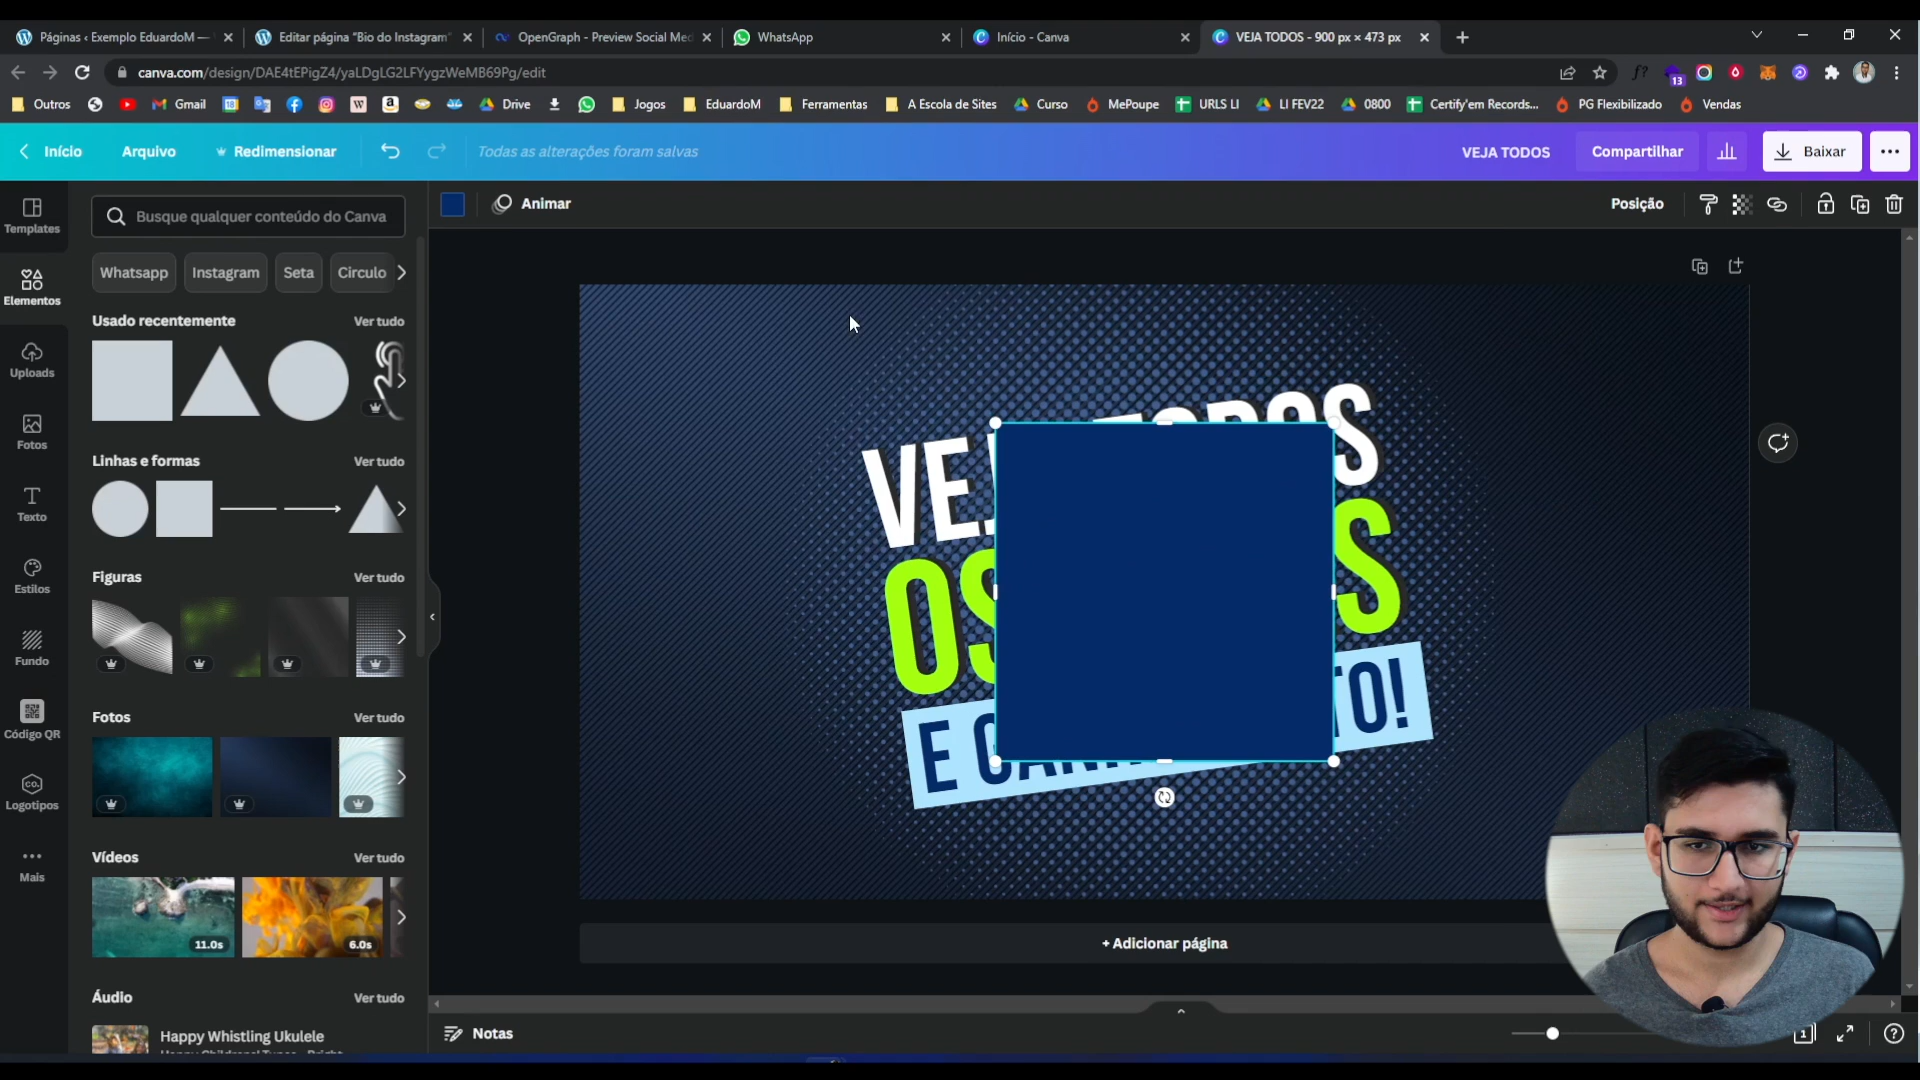 Páginas ‹ Exemplo EduardoM —
Editar página "Bio do Instagram"
OpenGraph - Preview Social Med
WhatsApp
Início - Canva
VEJA TODOS - 900 px × 473 px
canva.com/design/DAE4tEPigZ4/yaLDgLG2LFYygzWeMB69Pg/edit
f?
13
Outros
Gmail
Drive
Jogos
EduardoM
Ferramentas
A Escola de Sites
Curso
MePoupe
URLS LI
LI FEV22
0800
Certify'em Records...
PG Flexibilizado
Vendas
Início
Arquivo
Redimensionar
Todas as alterações foram salvas
VEJA TODOS
Compartilhar
Baixar
Templates
Elementos
Uploads
Fotos
Texto
Estilos
Fundo
Código QR
Logotipos
Mais
Busque qualquer conteúdo do Canva
Whatsapp
Instagram
Seta
Circulo
Usado recentemente
Ver tudo
Linhas e formas
Ver tudo
Figuras
Ver tudo
Fotos
Ver tudo
Vídeos
Ver tudo
11.0s
6.0s
Áudio
Ver tudo
Happy Whistling Ukulele
Animar
Posição
VEJ
S
OS
S
E
TO!
+ Adicionar página
Notas
1